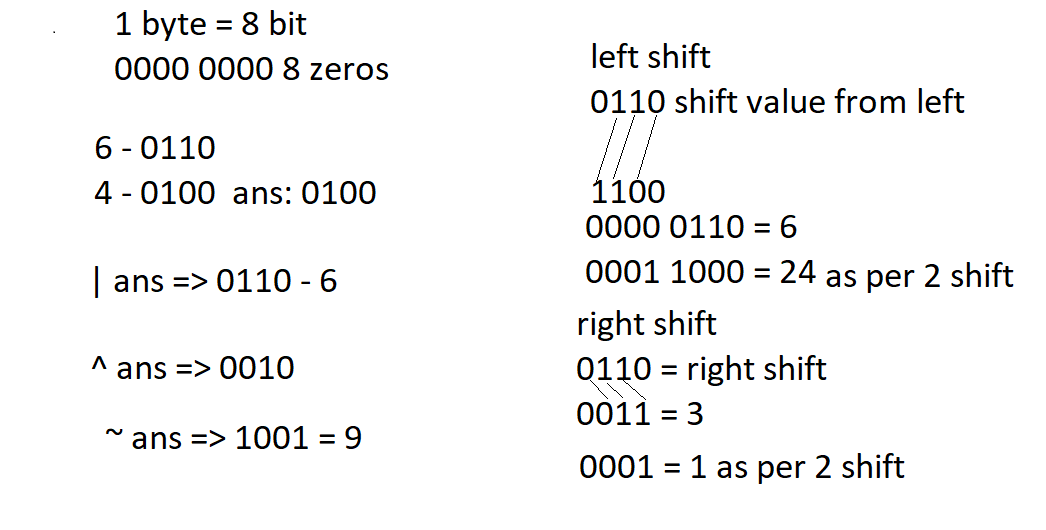 1 byte = 8 bit
0000 0000 8 zeros
6 - 0110
4 - 0100 ans: 0100
| ans => 0110 - 6
^ ans => 0010
~ ans => 1001 = 9
left shift
0110 shift value from left
1100
0000 0110 = 6
0001 1000 = 24 as per 2 shift
right shift
0110 = right shift
0011 = 3
0001 = 1 as per 2 shift